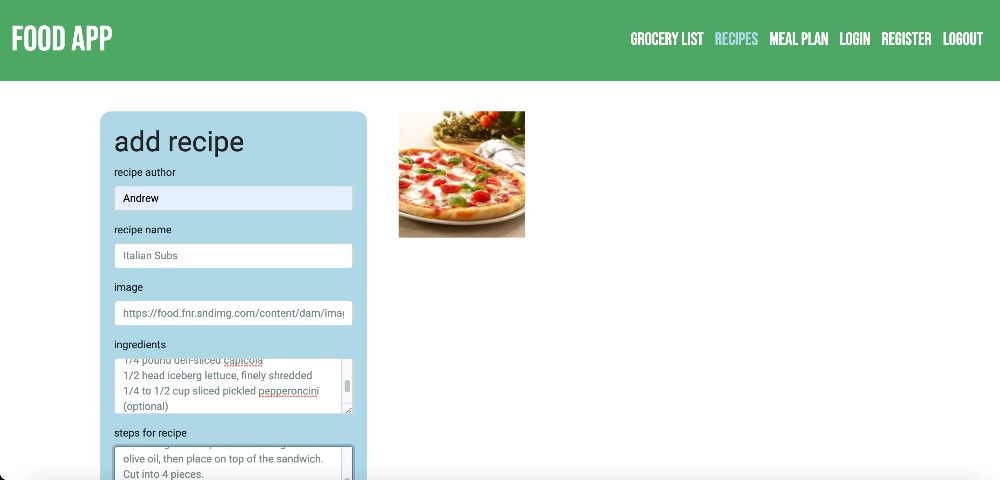 FOOD APP
GROCERY LIST RECIPES MEAL PLAN LOGIN REGISTER LOGOUT
add recipe
recipe author
Andrew
recipe name
Italian Subs
image
https://food.fnr.sndimg.com/content/dam/imag
ingredients
1/4 pound deli-sliced capicola
1/2 head iceberg lettuce, finely shredded
1/4 to 1/2 cup sliced pickled pepperoncini
(optional)
steps for recipe
olive oil, then place on top of the sandwich.
Cut into 4 pieces.